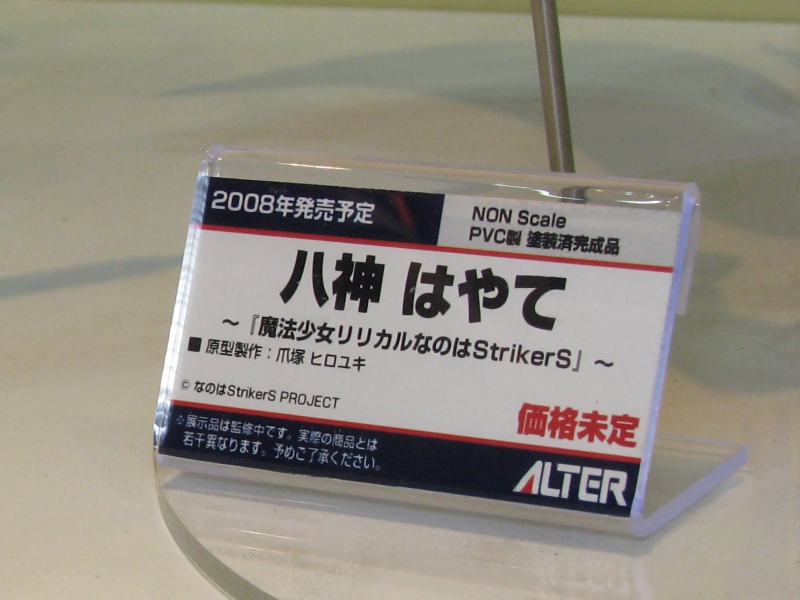 2008年発売予定
NON Scale
PVC製 塗装済完成品
八神 はやて
～『魔法少女リリカルなのはStrikerS』～
■ 原型製作：爪塚 ヒロユキ
© なのはStrikerS PROJECT
価格未定
※展示品は監修中です。実際の商品とは
若干異なります。予めご了承ください。
ALTER